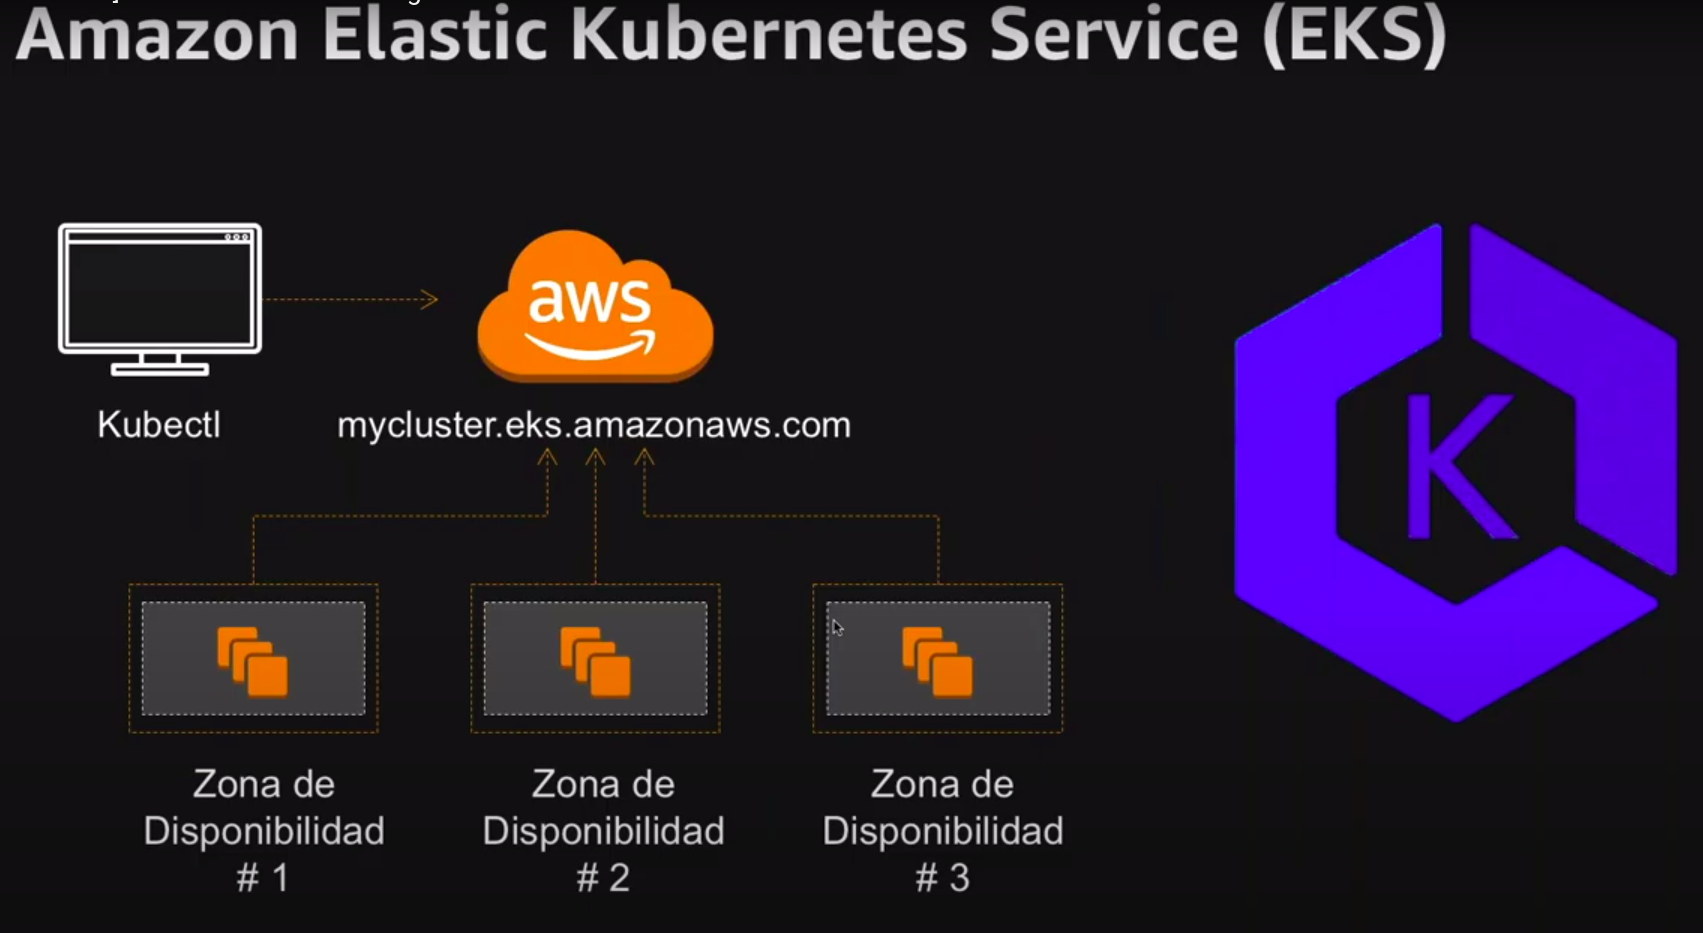 Amazon Elastic Kubernetes Service (EKS)
aws
Kubectl
mycluster.eks.amazonaws.com
K
Zona de
Disponibilidad
# 1
Zona de
Disponibilidad
# 2
Zona de
Disponibilidad
# 3